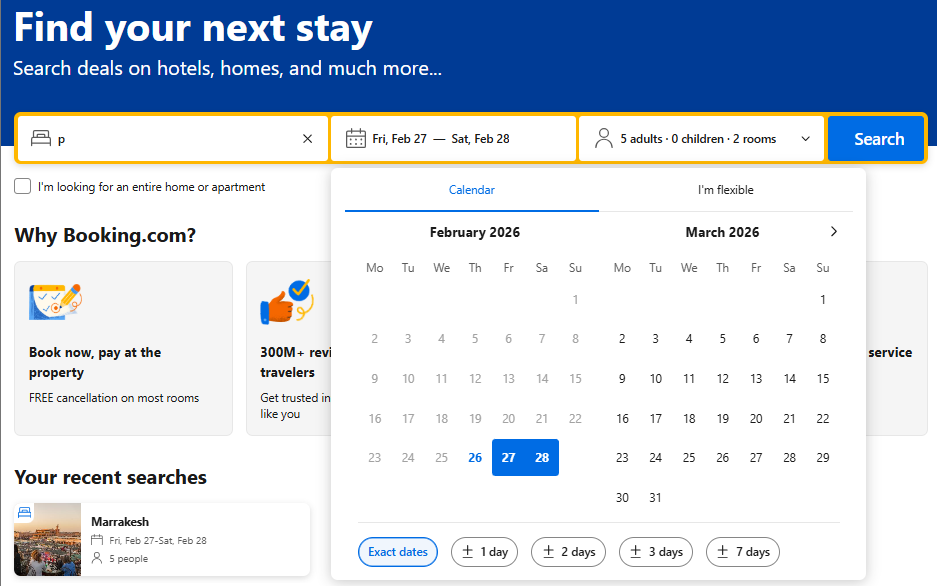 Find your next stay
Search deals on hotels, homes, and much more...
p
Fri, Feb 27 — Sat, Feb 28
5 adults · 0 children · 2 rooms
Search
I'm looking for an entire home or apartment
Calendar
I'm flexible
February 2026
Mo Tu We Th Fr Sa Su
1
2 3 4 5 6 7 8
9 10 11 12 13 14 15
16 17 18 19 20 21 22
23 24 25 26 27 28
March 2026
Mo Tu We Th Fr Sa Su
1
2 3 4 5 6 7 8
9 10 11 12 13 14 15
16 17 18 19 20 21 22
23 24 25 26 27 28 29
30 31
Exact dates
± 1 day
± 2 days
± 3 days
± 7 days
Why Booking.com?
Book now, pay at the
property
FREE cancellation on most rooms
300M+ revi
travelers
Get trusted in
like you
service
Your recent searches
Marrakesh
Fri, Feb 27-Sat, Feb 28
5 people